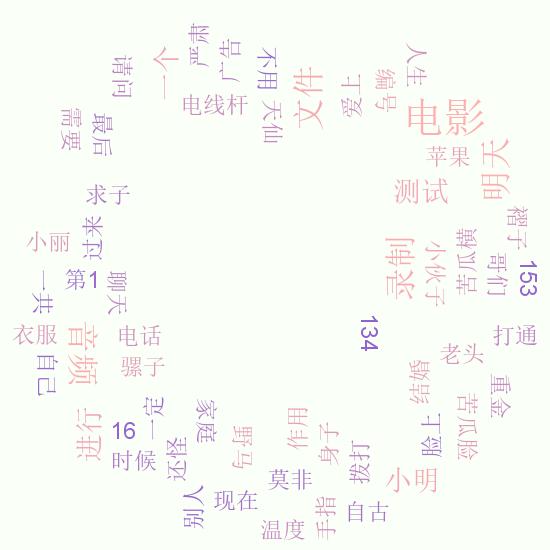 严肃
人生
一个
请问
广告
不用
文件
爱上
编号
电线杆
天仙
电影
需要
最后
苹果
明天
求子
测试
褶子
过来
小丽
录制
小伙子
苦瓜
哥们
153
一共
第1
聊天
134
衣服
音频
电话
打通
自己
骡子
老头
结婚
重金
进行
16
一定
家庭
野马
作用
身子
脸上
苦瓜脸
时候
还怪
拨打
莫非
小明
别人
现在
手指
自古
温度